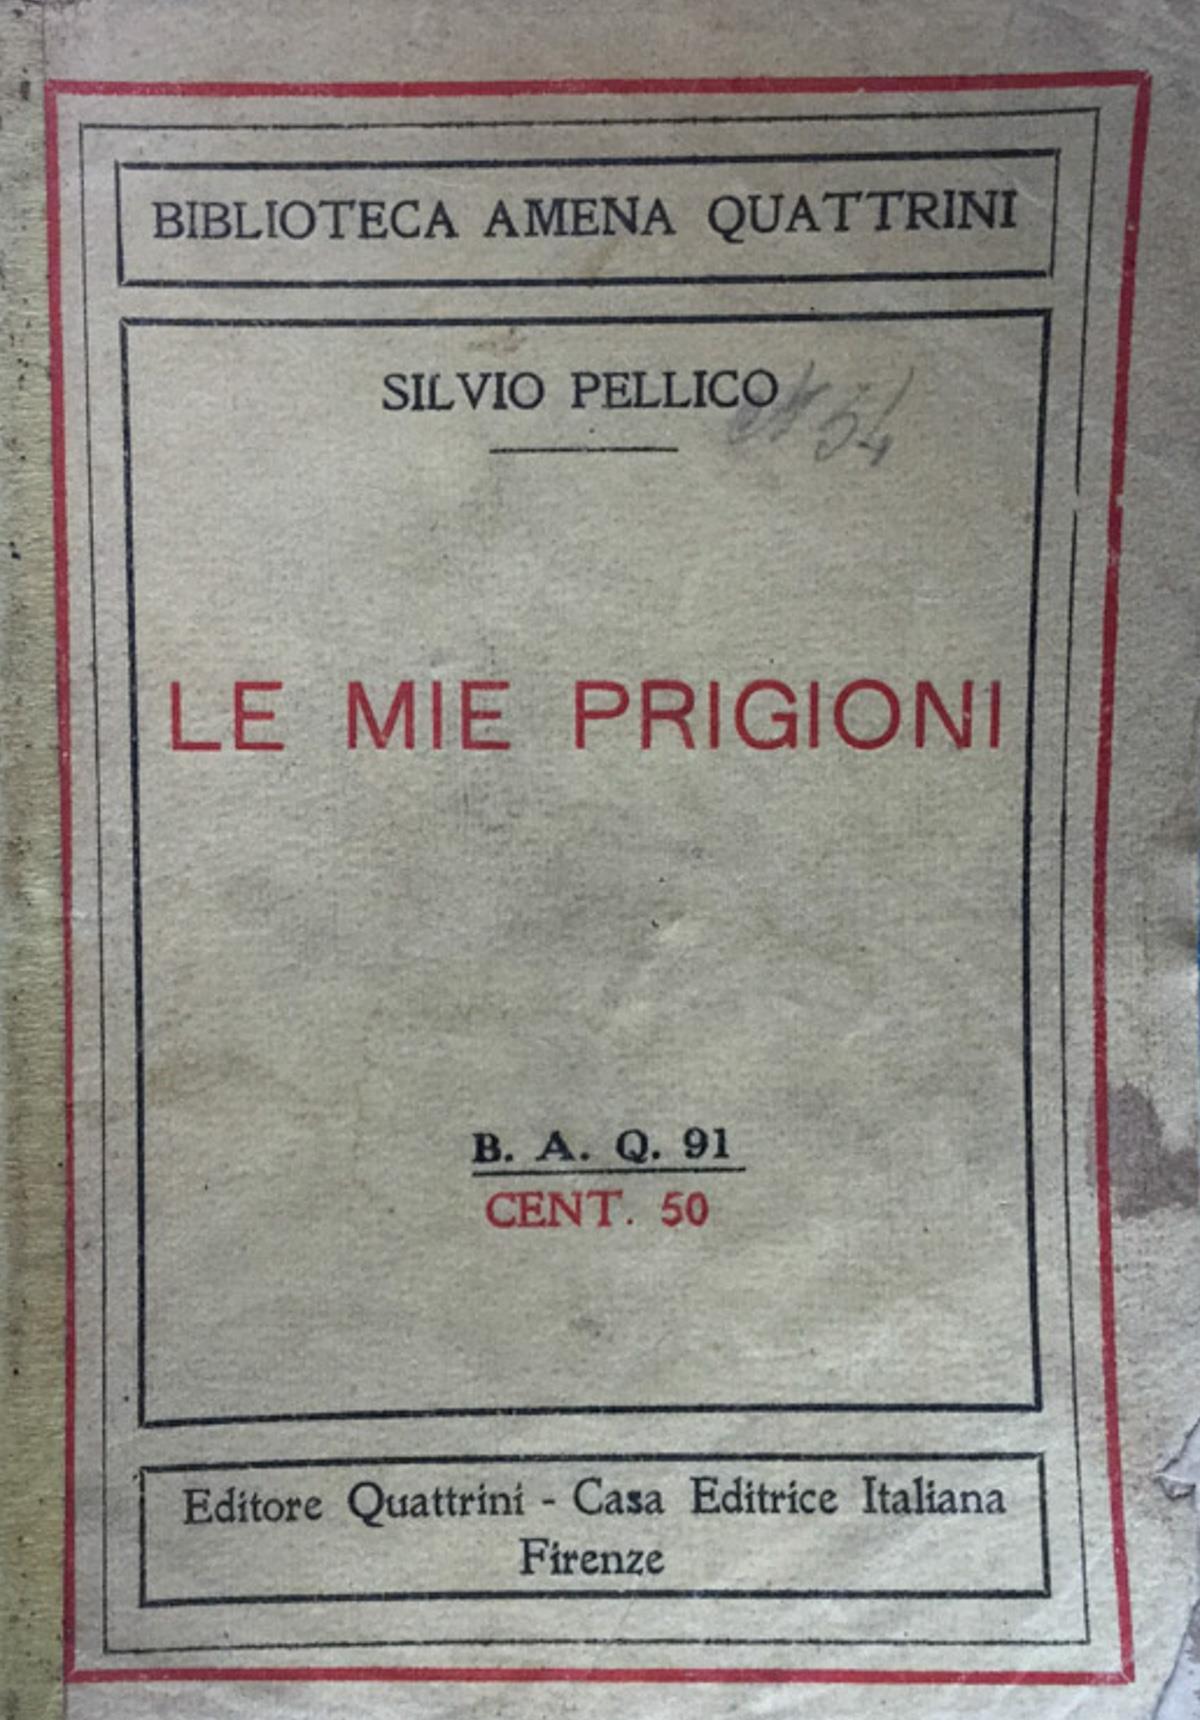 BIBLIOTECA AMENA QUATTRINI
SILVIO PELLICO
LE MIE PRIGIONI
B. A. Q. 91
CENT. 50
Editore Quattrini - Casa Editrice Italiana
Firenze